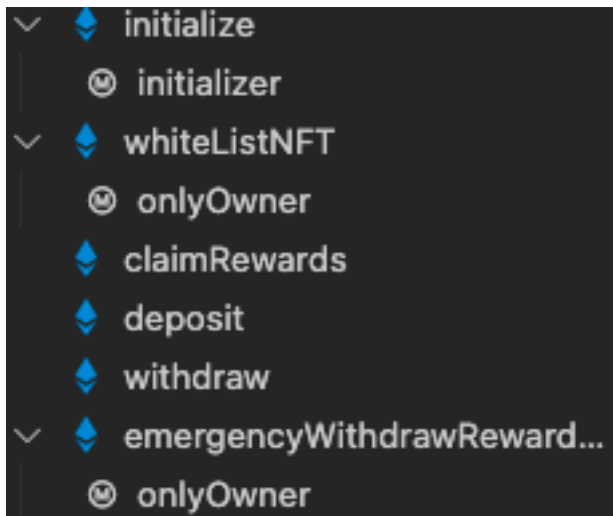 initialize
initializer
whiteListNFT
onlyOwner
claimRewards
deposit
withdraw
emergencyWithdrawReward...
onlyOwner